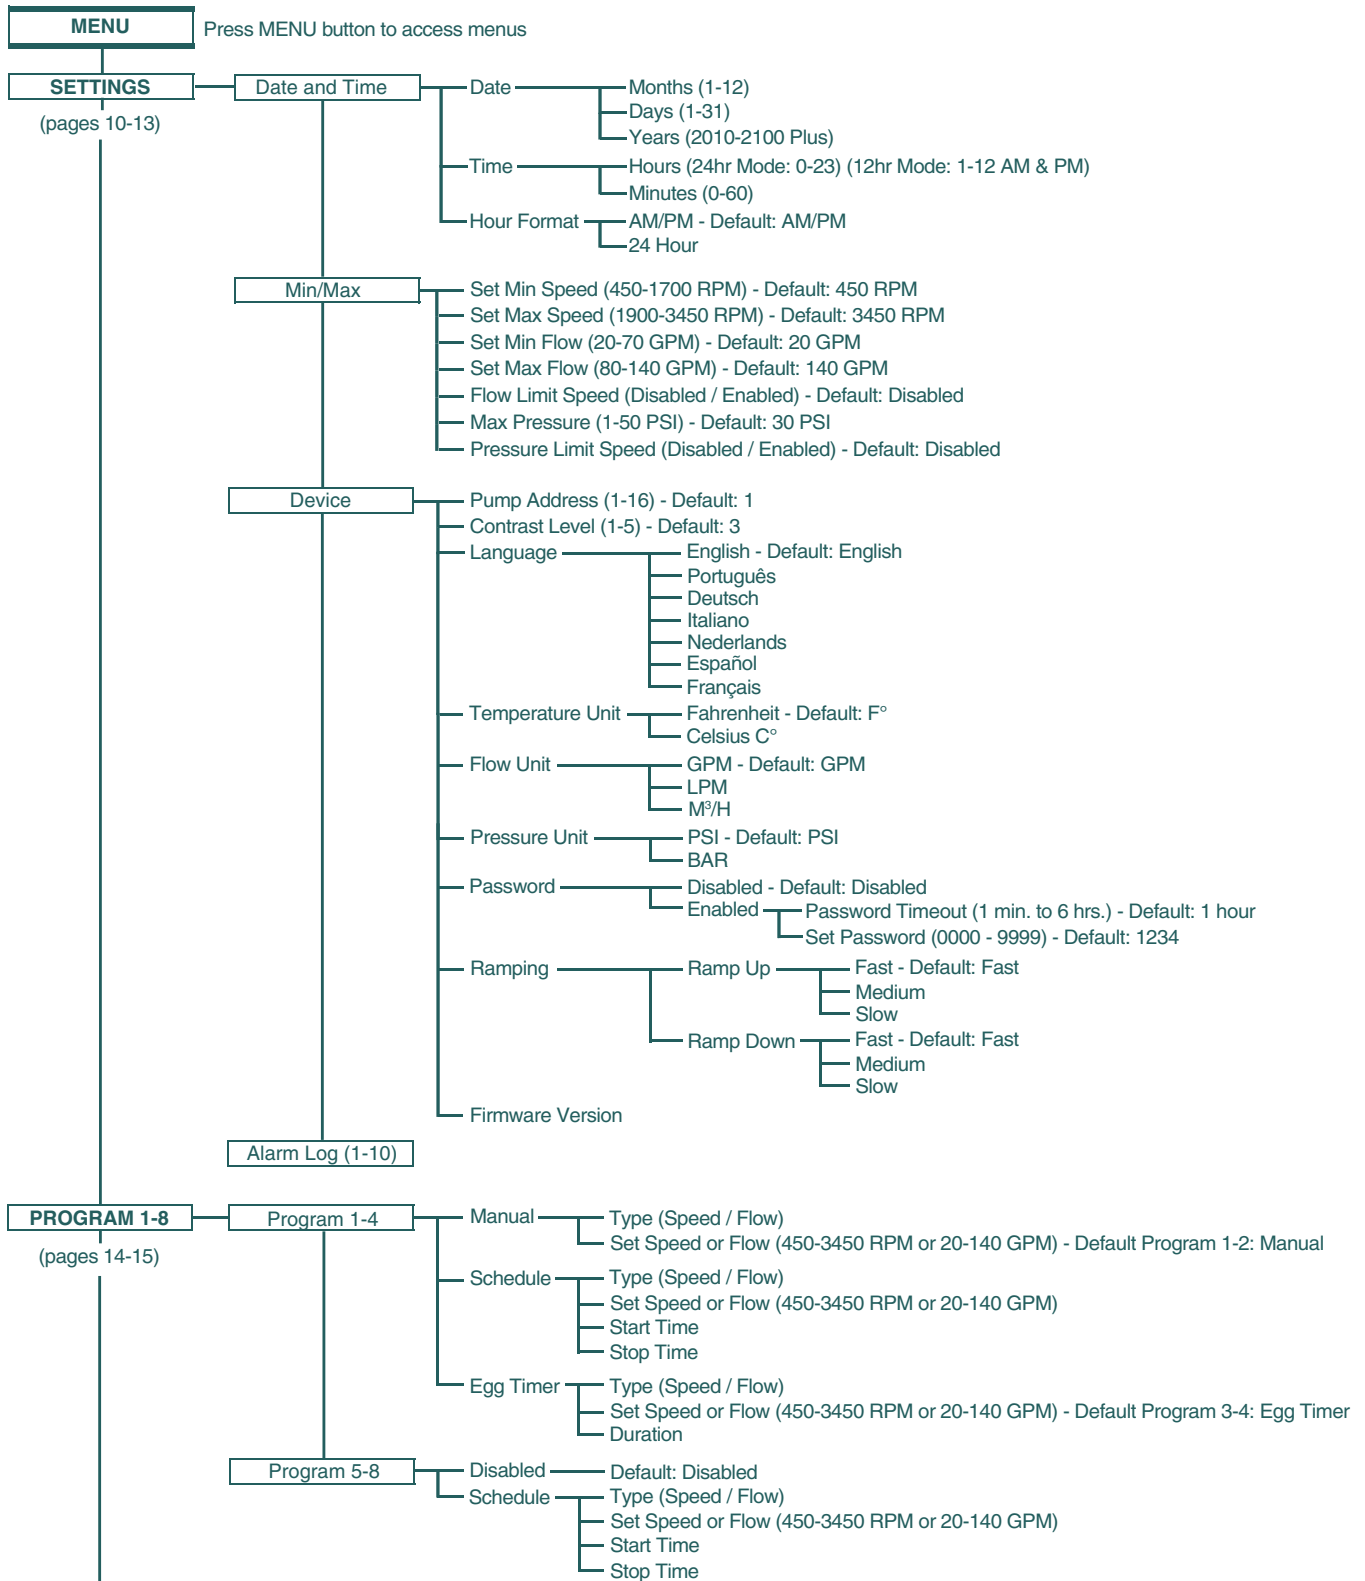 MENU Press MENU button to access menus
SETTINGS Date and Time Date Months (1-12)
(pages 10-13) Days (1-31)
Years (2010-2100 Plus)
Time Hours (24hr Mode: 0-23) (12hr Mode: 1-12 AM & PM)
Minutes (0-60)
Hour Format AM/PM - Default: AM/PM
24 Hour
Min/Max Set Min Speed (450-1700 RPM) - Default: 450 RPM
Set Max Speed (1900-3450 RPM) - Default: 3450 RPM
Set Min Flow (20-70 GPM) - Default: 20 GPM
Set Max Flow (80-140 GPM) - Default: 140 GPM
Flow Limit Speed (Disabled / Enabled) - Default: Disabled
Max Pressure (1-50 PSI) - Default: 30 PSI
Pressure Limit Speed (Disabled / Enabled) - Default: Disabled
Device Pump Address (1-16) - Default: 1
Contrast Level (1-5) - Default: 3
Language English - Default: English
Português
Deutsch
Italiano
Nederlands
Español
Français
Temperature Unit Fahrenheit - Default: F°
Celsius C°
Flow Unit GPM - Default: GPM
LPM
M³/H
Pressure Unit PSI - Default: PSI
BAR
Password Disabled - Default: Disabled
Enabled Password Timeout (1 min. to 6 hrs.) - Default: 1 hour
Set Password (0000 - 9999) - Default: 1234
Ramping Ramp Up Fast - Default: Fast
Medium
Slow
Ramp Down Fast - Default: Fast
Medium
Slow
Firmware Version
Alarm Log (1-10)
PROGRAM 1-8 Program 1-4 Manual Type (Speed / Flow)
(pages 14-15) Set Speed or Flow (450-3450 RPM or 20-140 GPM) - Default Program 1-2: Manual
Schedule Type (Speed / Flow)
Set Speed or Flow (450-3450 RPM or 20-140 GPM)
Start Time
Stop Time
Egg Timer Type (Speed / Flow)
Set Speed or Flow (450-3450 RPM or 20-140 GPM) - Default Program 3-4: Egg Timer
Duration
Program 5-8 Disabled Default: Disabled
Schedule Type (Speed / Flow)
Set Speed or Flow (450-3450 RPM or 20-140 GPM)
Start Time
Stop Time